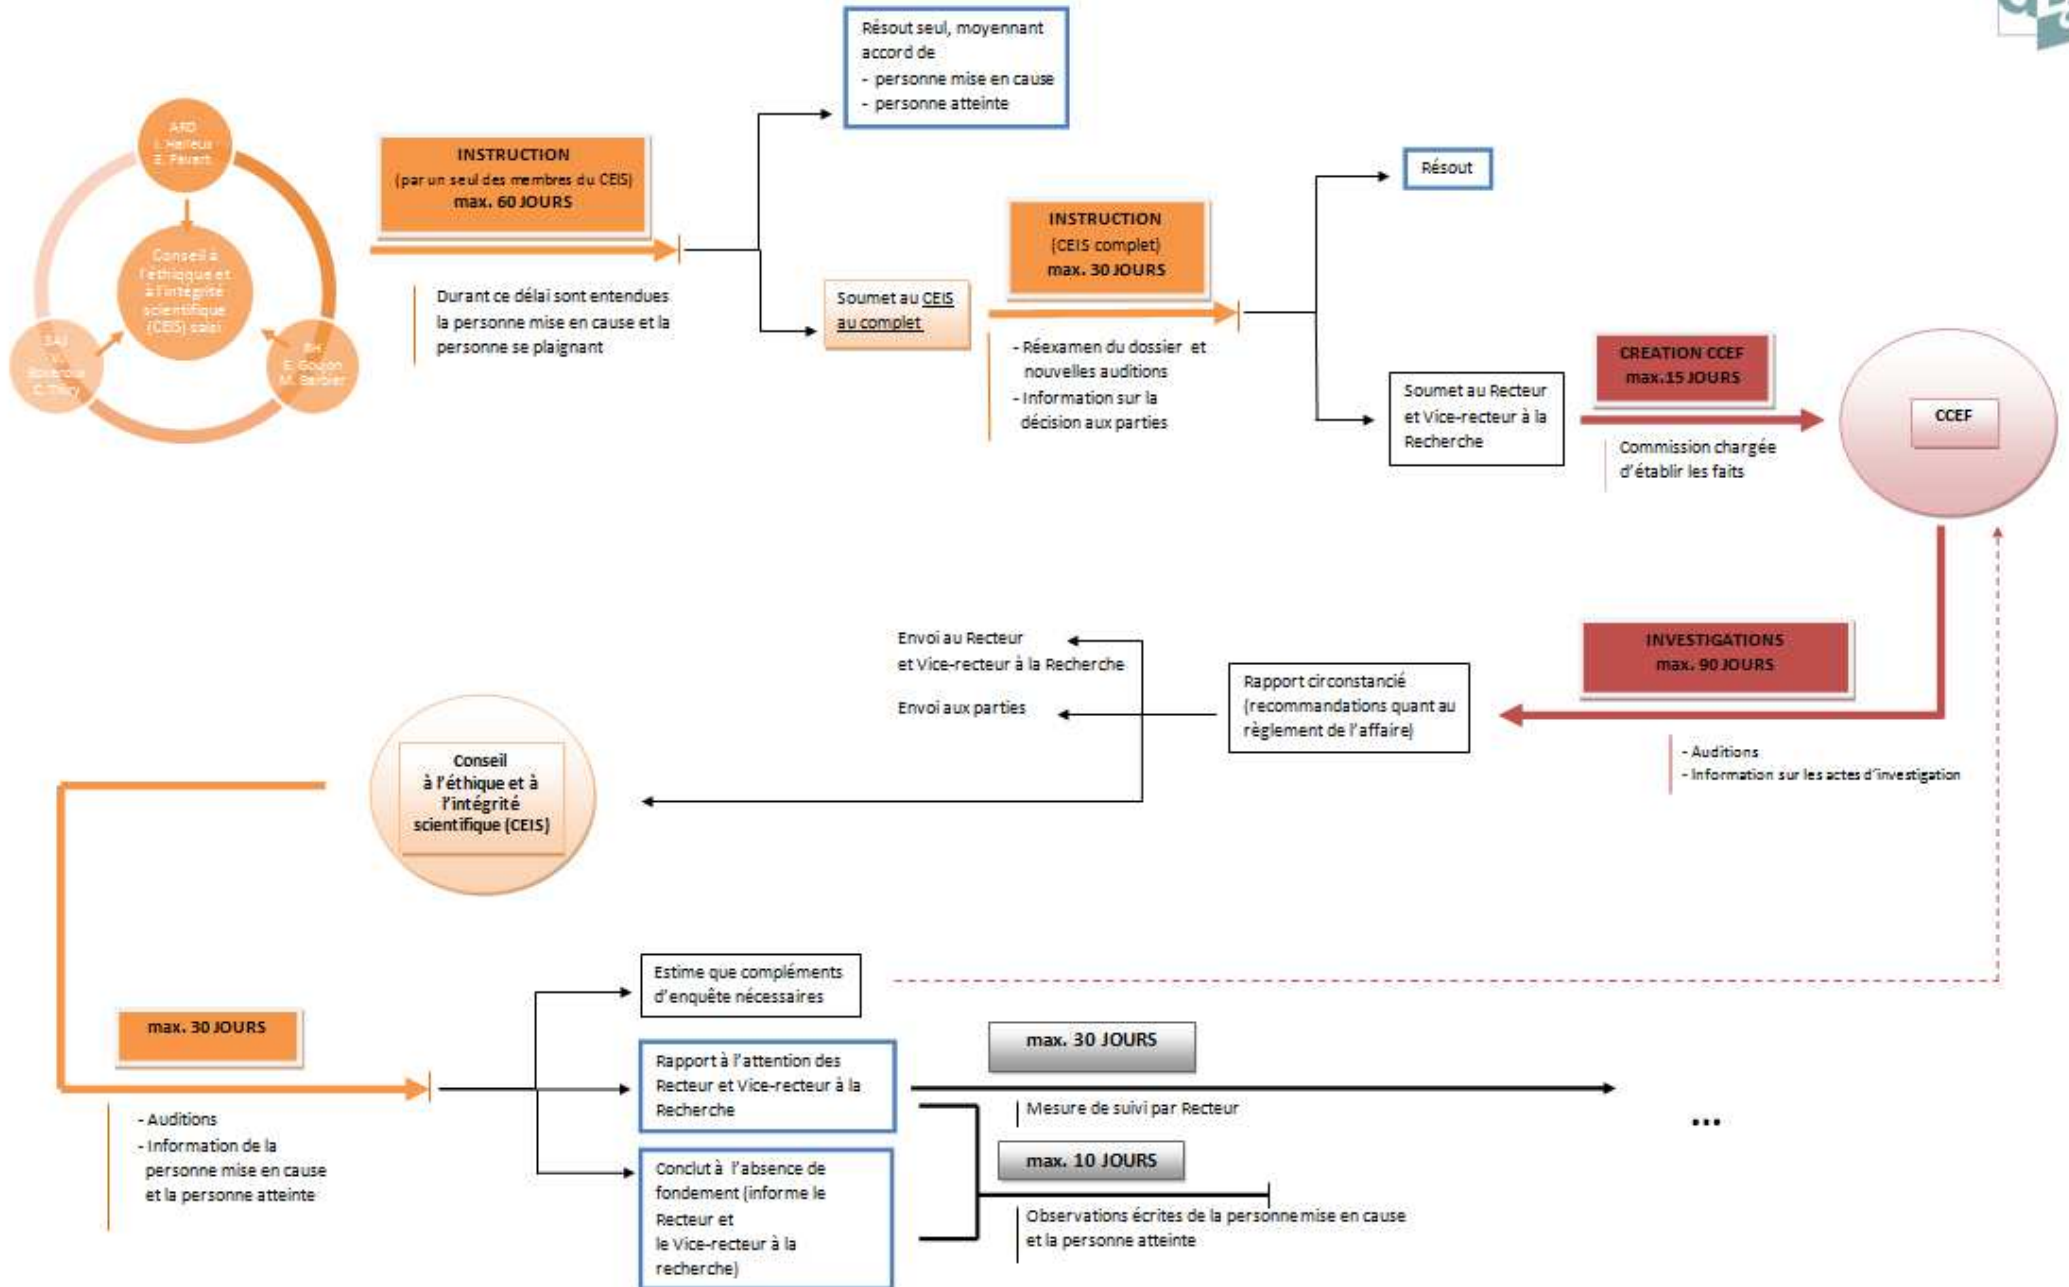 Résout seul, moyennant
accord de
- personne mise en cause
- personne atteinte
ARD
E. Pavert
Conseil à
l'éthiqque et
à l'intégrité
scientifique
(CEIS) saisi
SAJ
RH
E. Goujon
M. Barbier
INSTRUCTION
(par un seul des membres du CEIS)
max. 60 JOURS
Durant ce délai sont entendues
la personne mise en cause et la
personne se plaignant
Soumet au CEIS
au complet
INSTRUCTION
(CEIS complet)
max. 30 JOURS
- Réexamen du dossier et
nouvelles auditions
- Information sur la
décision aux parties
Résout
Soumet au Recteur
et Vice-recteur à la
Recherche
CREATION CCEF
max.15 JOURS
Commission chargée
d'établir les faits
CCEF
INVESTIGATIONS
max. 90 JOURS
- Auditions
- Information sur les actes d'investigation
Rapport circonstancié
(recommandations quant au
règlement de l'affaire)
Envoi au Recteur
et Vice-recteur à la Recherche
Envoi aux parties
Conseil
à l'éthique et à
l'intégrité
scientifique (CEIS)
max. 30 JOURS
- Auditions
- Information de la
personne mise en cause
et la personne atteinte
Estime que compléments
d'enquête nécessaires
Rapport à l'attention des
Recteur et Vice-recteur à la
Recherche
Conclut à l'absence de
fondement (informe le
Recteur et
le Vice-recteur à la
recherche)
max. 30 JOURS
Mesure de suivi par Recteur
max. 10 JOURS
Observations écrites de la personne mise en cause
et la personne atteinte
...